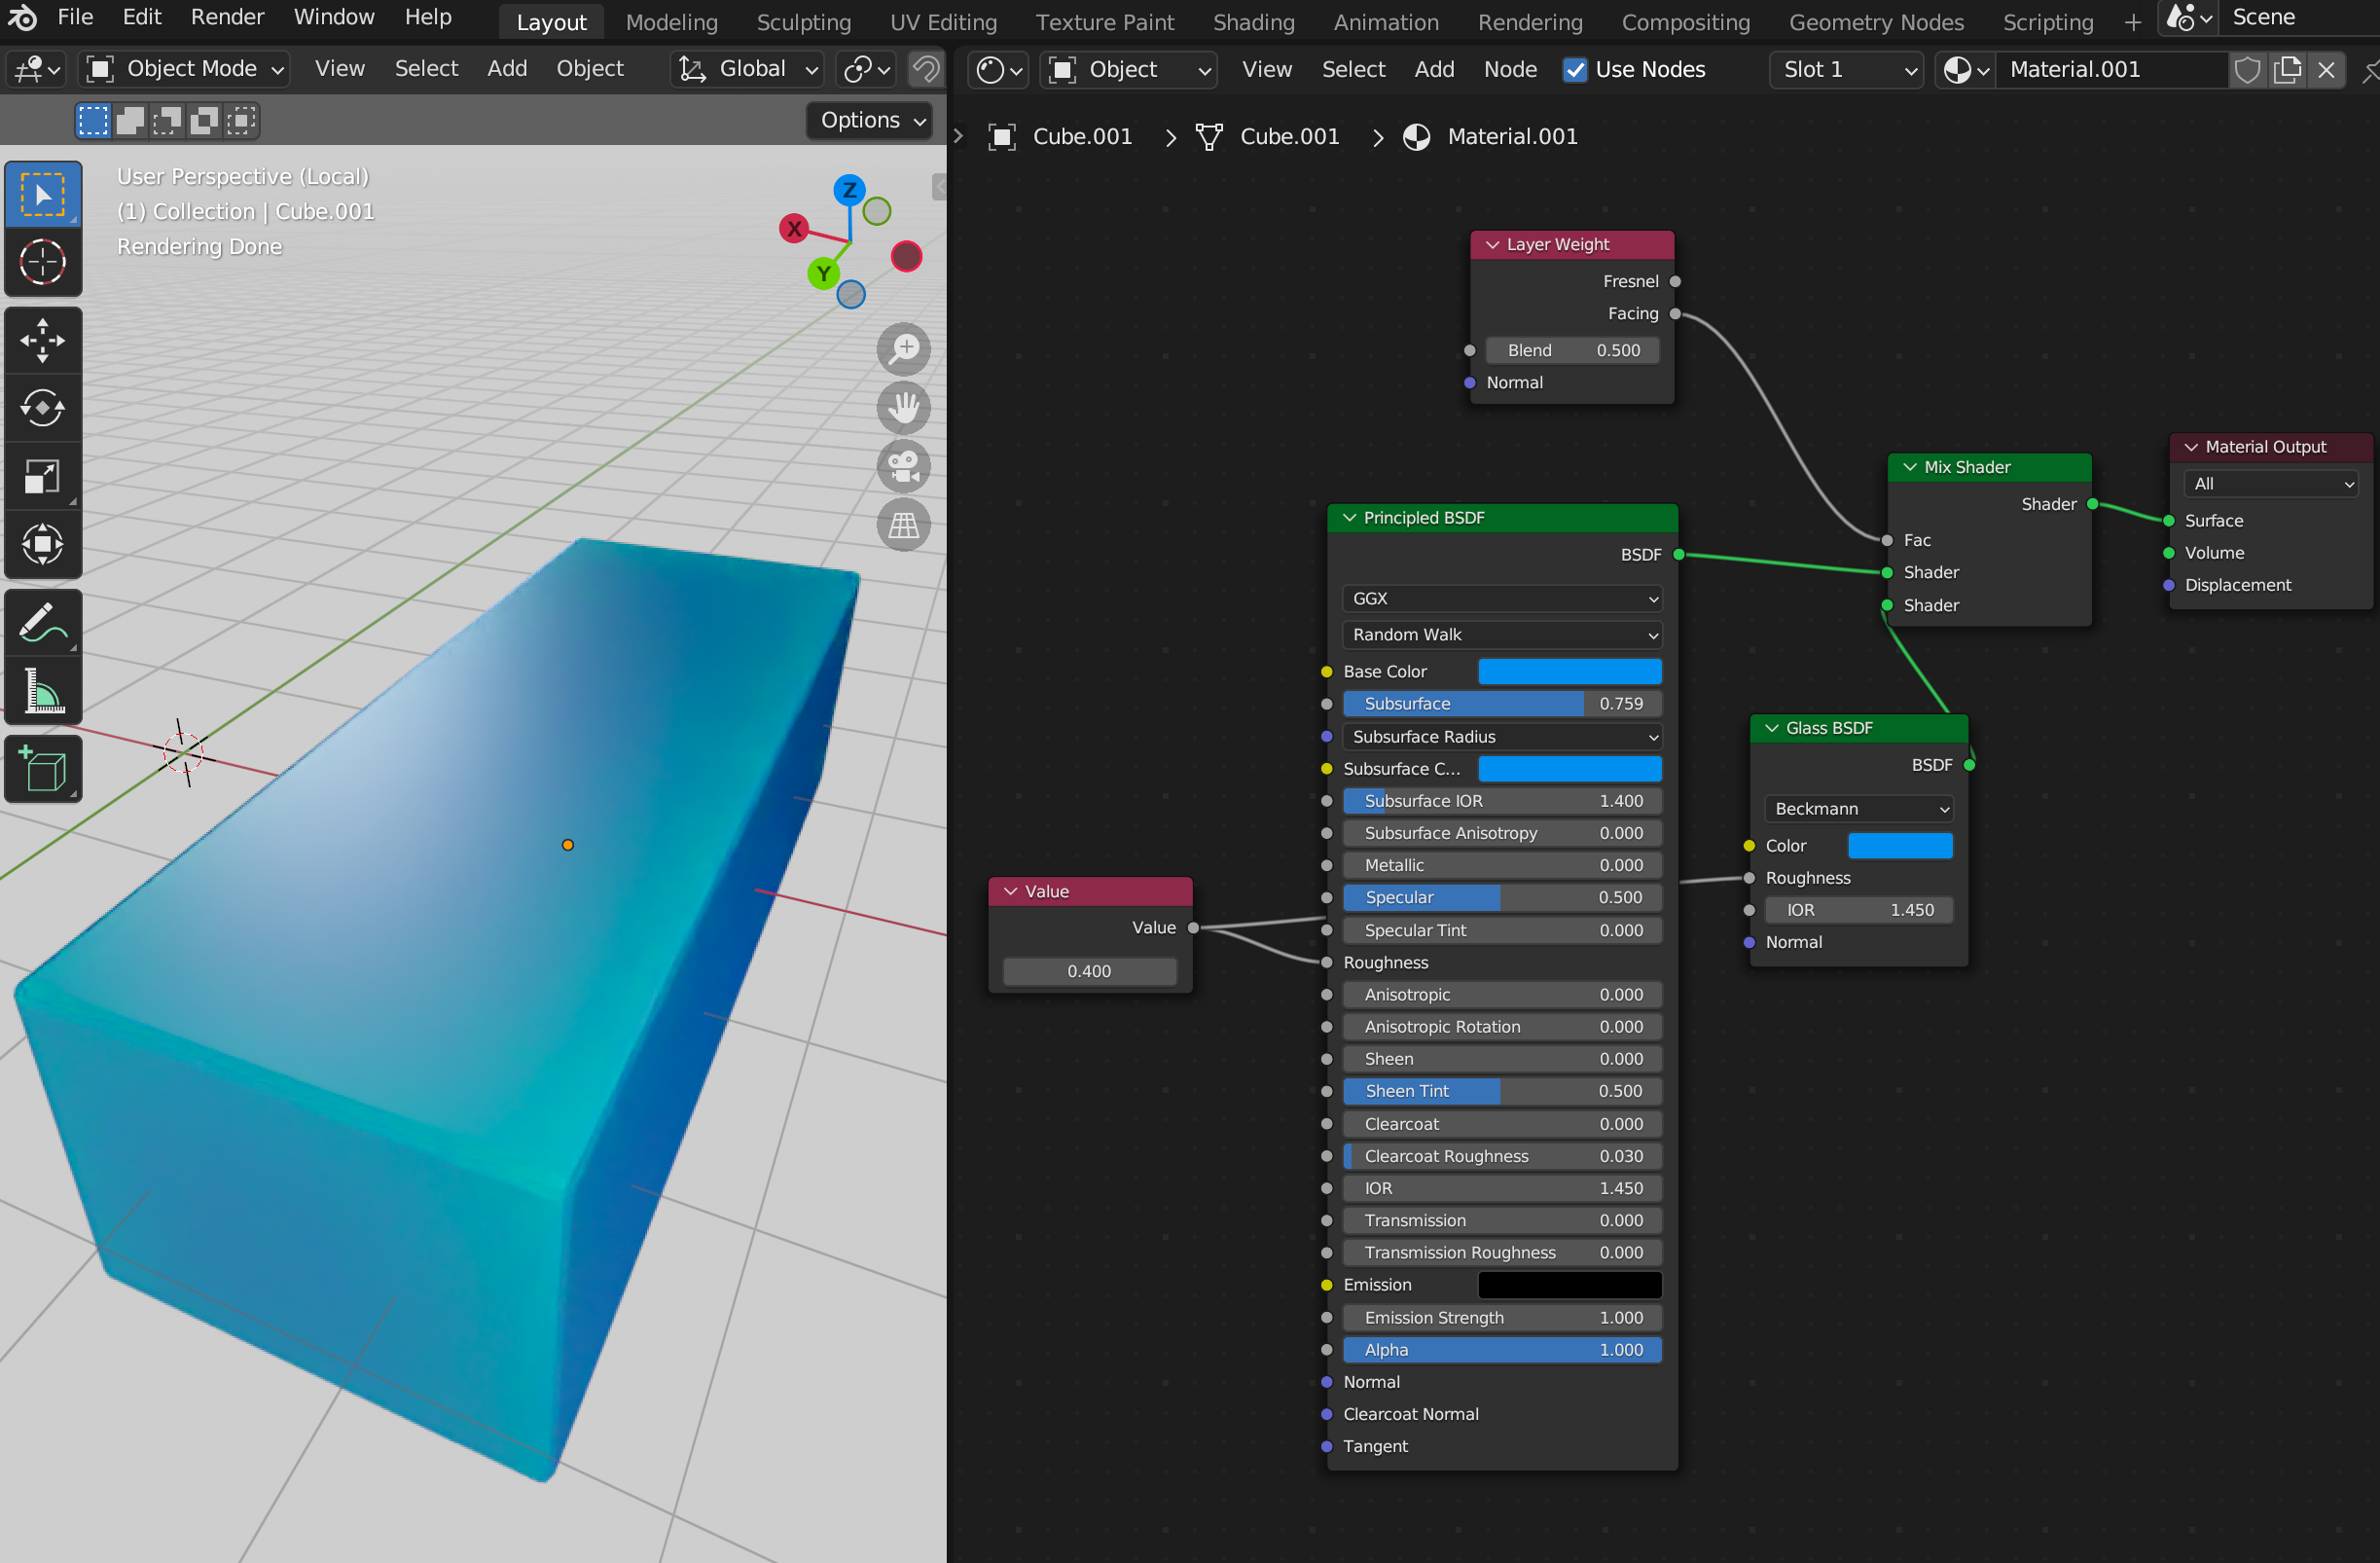 File Edit Render Window Help Layout Modeling Sculpting UV Editing Texture Paint Shading Animation Rendering Compositing Geometry Nodes Scripting + Scene
Object Mode View Select Add Object Global
Object View Select Add Node Use Nodes Slot 1 Material.001
Options
Cube.001 > Cube.001 > Material.001
User Perspective (Local)
(1) Collection | Cube.001
Rendering Done
Z
X
Y
Layer Weight
Fresnel
Facing
Blend 0.500
Normal
Mix Shader
Shader
Fac
Shader
Shader
Material Output
All
Surface
Volume
Displacement
Principled BSDF
BSDF
GGX
Random Walk
Base Color
Subsurface 0.759
Subsurface Radius
Subsurface C...
Subsurface IOR 1.400
Subsurface Anisotropy 0.000
Metallic 0.000
Specular 0.500
Specular Tint 0.000
Roughness
Anisotropic 0.000
Anisotropic Rotation 0.000
Sheen 0.000
Sheen Tint 0.500
Clearcoat 0.000
Clearcoat Roughness 0.030
IOR 1.450
Transmission 0.000
Transmission Roughness 0.000
Emission
Emission Strength 1.000
Alpha 1.000
Normal
Clearcoat Normal
Tangent
Glass BSDF
BSDF
Beckmann
Color
Roughness
IOR 1.450
Normal
Value
Value
0.400